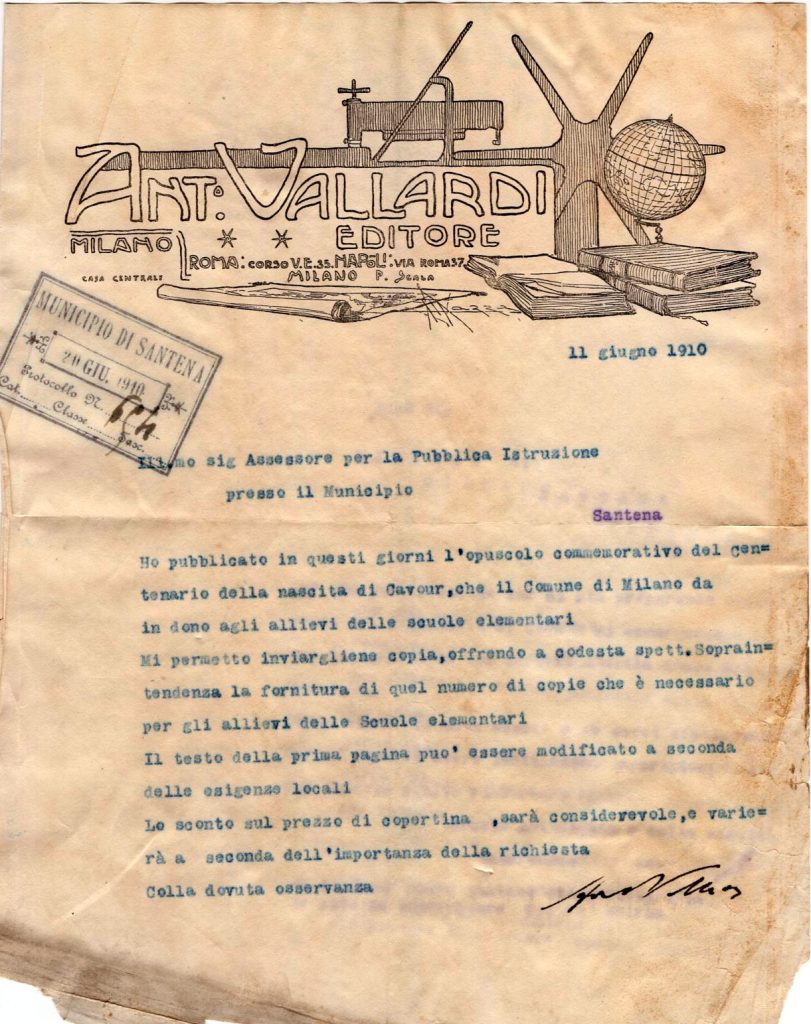 ANT: VALLARDI
EDITORE
MILANO
CASA CENTRALE
ROMA: CORSO V.E.35. NAPOLI: VIA ROMA 37.
MILANO P. SCALA
MUNICIPIO DI SANTENA
20 GIU. 1910
Protocollo N.
Cat. Classe Fasc.
11 giugno 1910
Ill.mo sig Assessore per la Pubblica Istruzione
presso il Municipio
Santena
Ho pubblicato in questi giorni l'opuscolo commemorativo del cen=
tenario della nascita di Cavour,che il Comune di Milano da
in dono agli allievi delle scuole elementari
Mi permetto inviargliene copia,offrendo a codesta spett.Soprain=
tendenza la fornitura di quel numero di copie che è necessario
per gli allievi delle Scuole elementari
Il testo della prima pagina puo' essere modificato a seconda
delle esigenze locali
Lo sconto sul prezzo di copertina ,sarà considerevole,e varie=
rà a seconda dell'importanza della richiesta
Colla dovuta osservanza